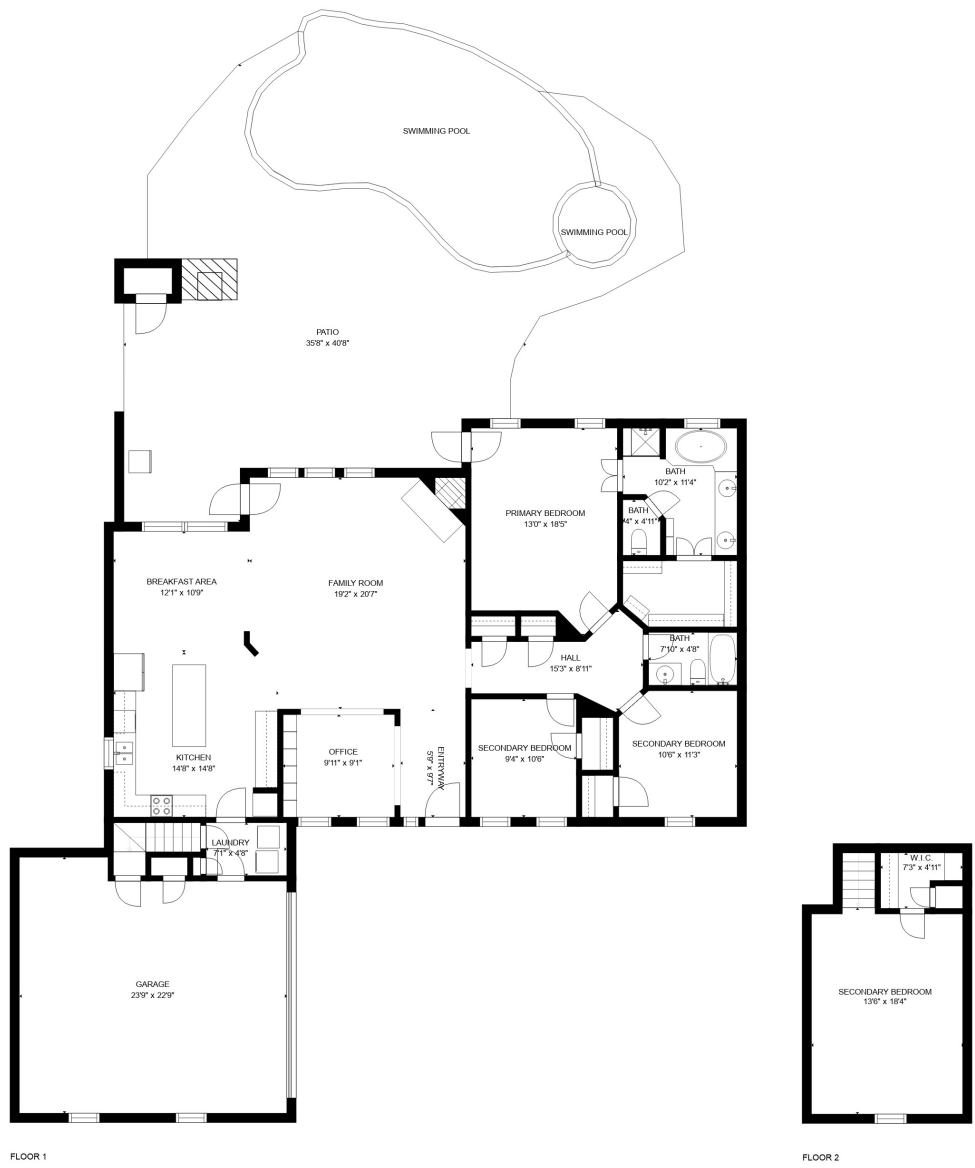 SWIMMING POOL
SWIMMING POOL
PATIO
35'8" x 40'8"
BATH
10'2" x 11'4"
PRIMARY BEDROOM
13'0" x 18'5"
BATH
4" x 4'11"
BREAKFAST AREA
12'1" x 10'9"
FAMILY ROOM
19'2" x 20'7"
BATH
7'10" x 4'8"
HALL
15'3" x 8'11"
KITCHEN
14'8" x 14'8"
OFFICE
9'11" x 9'1"
ENTRYWAY
5'9" x 9'7"
SECONDARY BEDROOM
9'4" x 10'6"
SECONDARY BEDROOM
10'6" x 11'3"
LAUNDRY
7'1" x 4'8"
GARAGE
23'9" x 22'9"
W.I.C.
7'3" x 4'11"
SECONDARY BEDROOM
13'6" x 18'4"
FLOOR 1
FLOOR 2